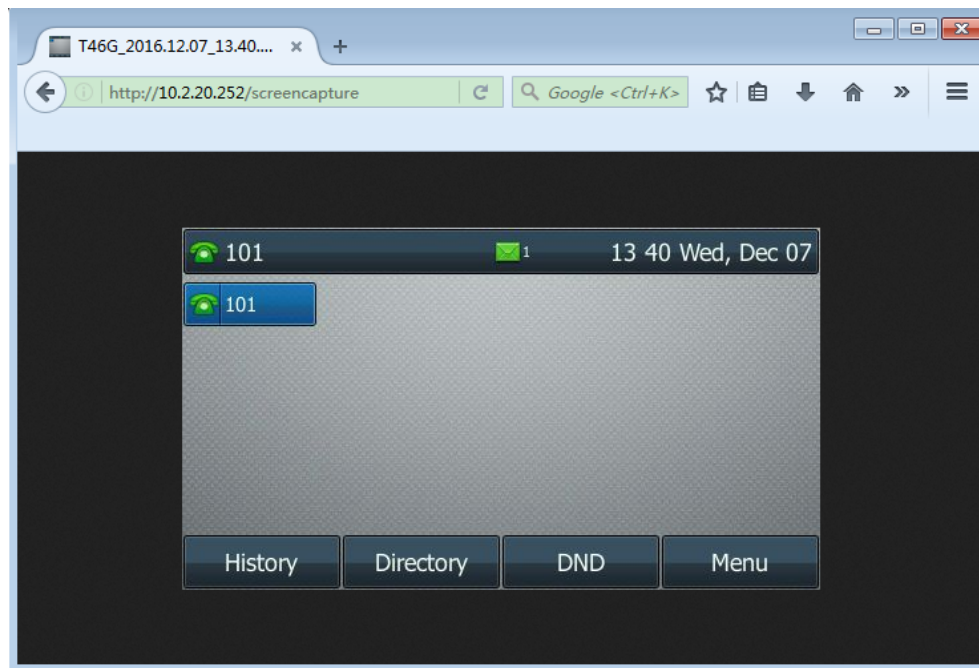 T46G_2016.12.07_13.40....
http://10.2.20.252/screencapture
Google <Ctrl+K>
101 1 13 40 Wed, Dec 07
101
History Directory DND Menu